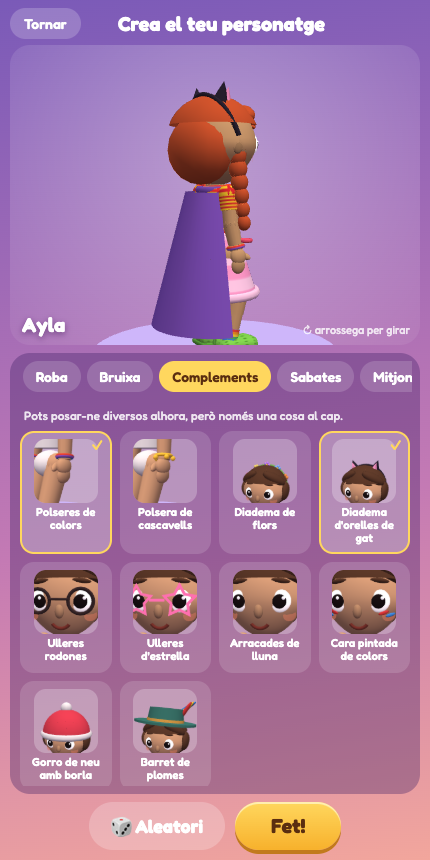 Tornar
Crea el teu personatge
Ayla
↻ arrossega per girar
Roba
Bruixa
Complements
Sabates
Mitjon
Pots posar-ne diversos alhora, però només una cosa al cap.
Polseres de
colors
Polsera de
cascavells
Diadema de
flors
Diadema
d'orelles de
gat
Ulleres
rodones
Ulleres
d'estrella
Arracades de
lluna
Cara pintada
de colors
Gorro de neu
amb borla
Barret de
plomes
Aleatori
Fet!